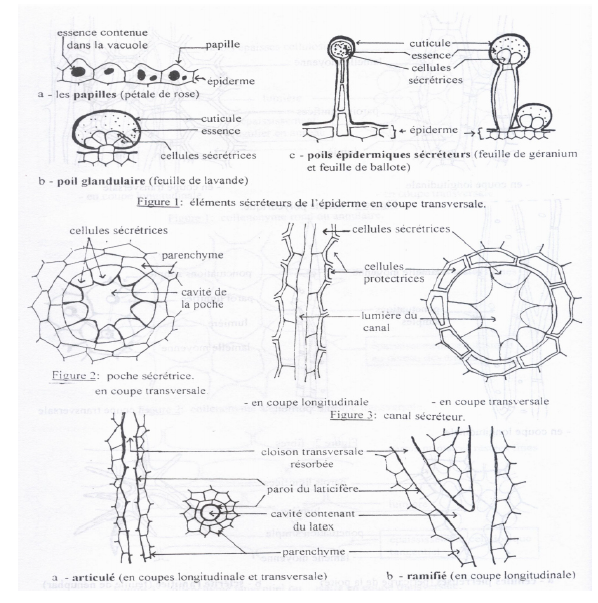 essence contenue
dans la vacuole
papille
épiderme
a - les papilles (pétale de rose)
cuticule
essence
cellules sécrétrices
b - poil glandulaire (feuille de lavande)
cuticule
essence
cellules
sécrétrices
épiderme
c - poils épidermiques sécréteurs (feuille de géranium
et feuille de ballote)
Figure 1: éléments sécréteurs de l'épiderme en coupe transversale.
cellules sécrétrices
parenchyme
cavité de
la poche
Figure 2: poche sécrétrice.
en coupe transversale.
cellules sécrétrices
cellules
protectrices
lumière du
canal
- en coupe longitudinale
- en coupe transversale
Figure 3: canal sécréteur.
cloison transversale
résorbée
paroi du laticifère
cavité contenant
du latex
parenchyme
a - articulé (en coupes longitudinale et transversale)
b - ramifié (en coupe longitudinale)